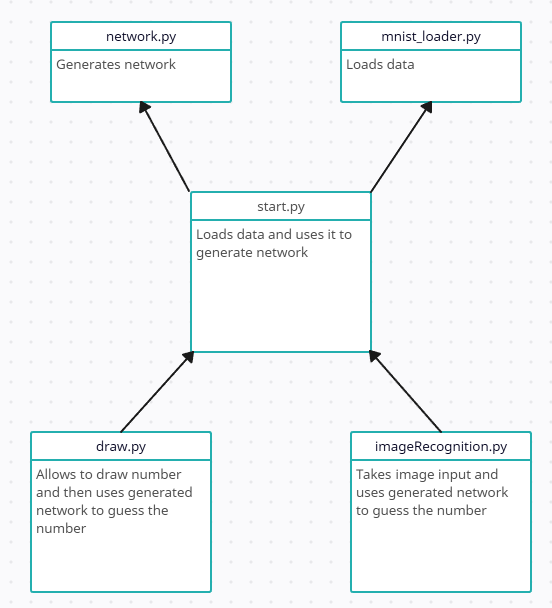 network.py
Generates network
mnist_loader.py
Loads data
start.py
Loads data and uses it to
generate network
draw.py
Allows to draw number
and then uses generated
network to guess the
number
imageRecognition.py
Takes image input and
uses generated network
to guess the number